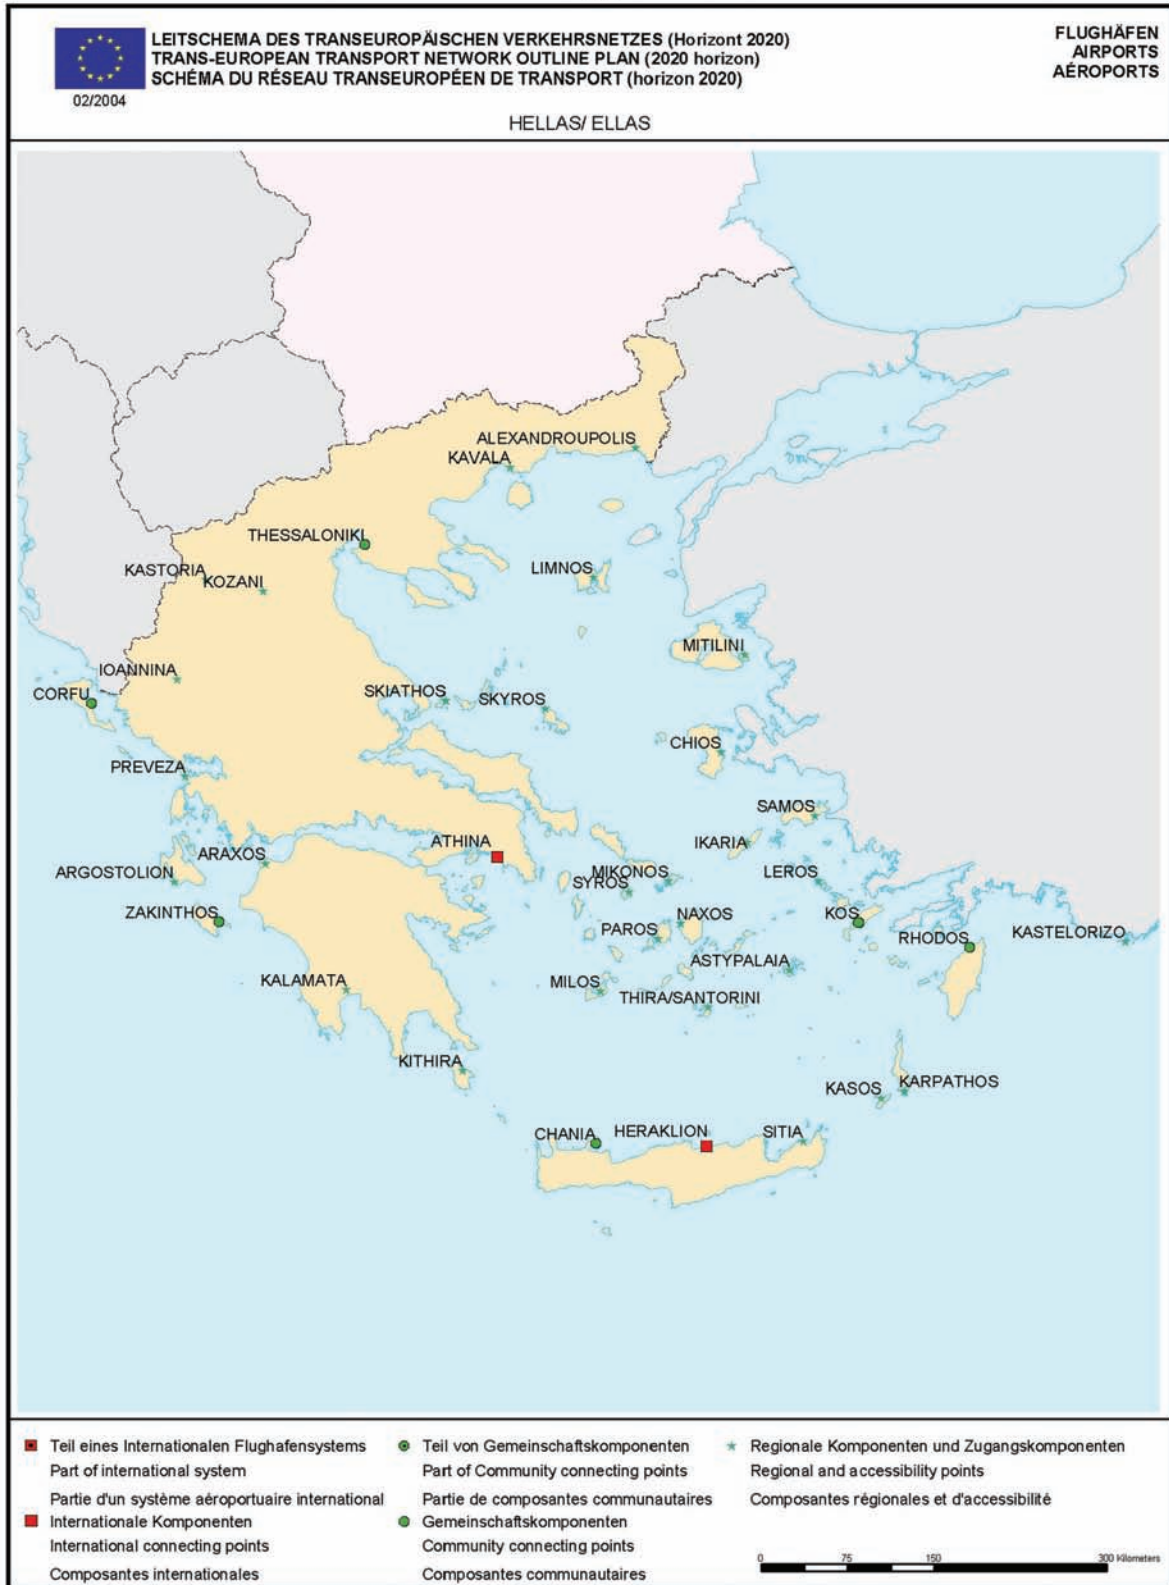 LEITSCHEMA DES TRANSEUROPÄISCHEN VERKEHRSNETZES (Horizont 2020)
TRANS-EUROPEAN TRANSPORT NETWORK OUTLINE PLAN (2020 horizon)
SCHÉMA DU RÉSEAU TRANSEUROPÉEN DE TRANSPORT (horizon 2020)
02/2004
FLUGHÄFEN
AIRPORTS
AÉROPORTS
HELLAS/ ELLAS
ALEXANDROUPOLIS
KAVALA
THESSALONIKI
KASTORIA
KOZANI
LIMNOS
MITILINI
IOANNINA
CORFU
SKIATHOS
SKYROS
CHIOS
PREVEZA
SAMOS
ATHINA
IKARIA
ARAXOS
ARGOSTOLION
MIKONOS
SYROS
LEROS
ZAKINTHOS
NAXOS
KOS
PAROS
RHODOS
KASTELORIZO
ASTYPALAIA
KALAMATA
MILOS
THIRA/SANTORINI
KITHIRA
KASOS
KARPATHOS
CHANIA
HERAKLION
SITIA
Teil eines Internationalen Flughafensystems
Part of international system
Partie d'un système aéroportuaire international
Internationale Komponenten
International connecting points
Composantes internationales
Teil von Gemeinschaftskomponenten
Part of Community connecting points
Partie de composantes communautaires
Gemeinschaftskomponenten
Community connecting points
Composantes communautaires
Regionale Komponenten und Zugangskomponenten
Regional and accessibility points
Composantes régionales et d'accessibilité
0 75 150 300 Kilometers